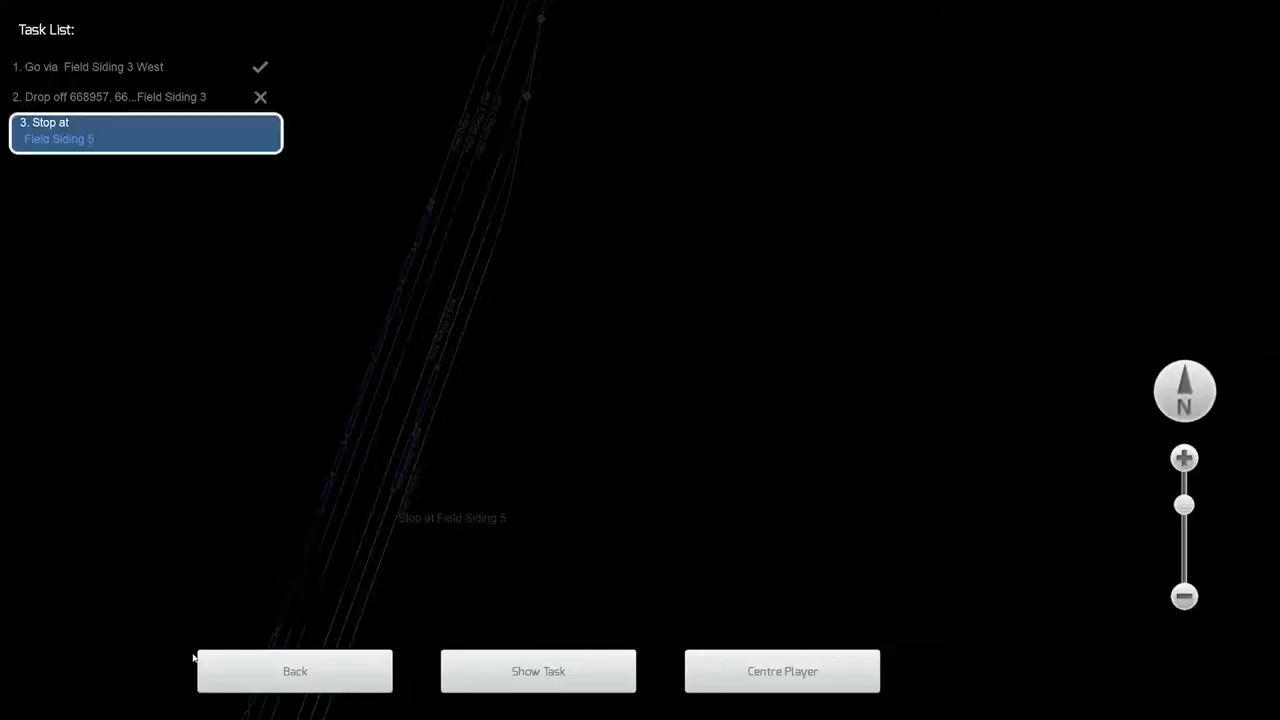 Task List:
1. Go via  Field Siding 3 West
2. Drop off 668957, 66...Field Siding 3
3. Stop at
Field Siding 5
Stop at Field Siding 5
N
Back
Show Task
Centre Player